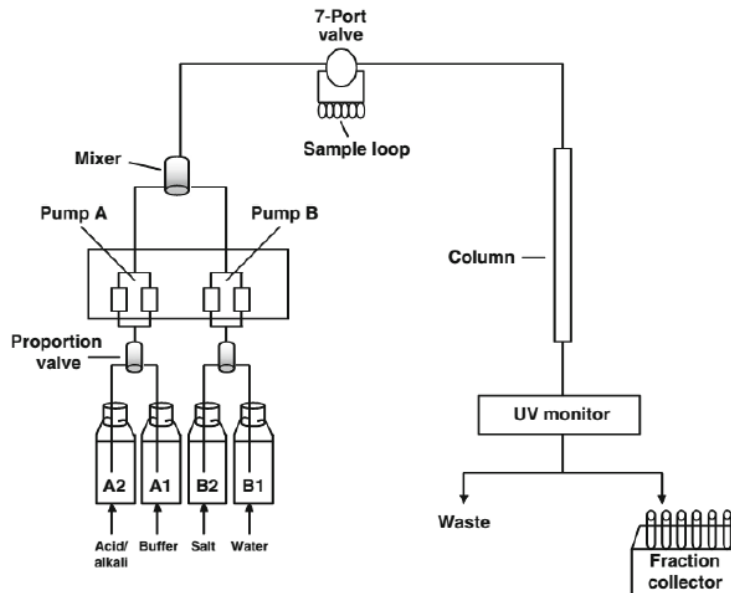 7-Port
valve
Sample loop
Mixer
Pump A
Pump B
Column
Proportion
valve
UV monitor
A2
A1
B2
B1
Waste
Acid/
alkali
Buffer
Salt
Water
Fraction
collector